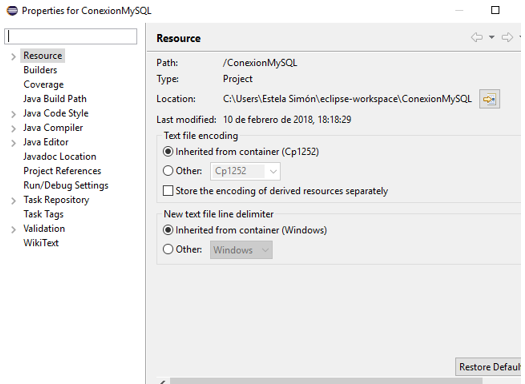 Properties for ConexionMySQL
Resource
Builders
Coverage
Java Build Path
Java Code Style
Java Compiler
Java Editor
Javadoc Location
Project References
Run/Debug Settings
Task Repository
Task Tags
Validation
WikiText
Resource
Path: /ConexionMySQL
Type: Project
Location: C:\Users\Estela Simón\eclipse-workspace\ConexionMySQL
Last modified: 10 de febrero de 2018, 18:18:29
Text file encoding
Inherited from container (Cp1252)
Other: Cp1252
Store the encoding of derived resources separately
New text file line delimiter
Inherited from container (Windows)
Other: Windows
Restore Default